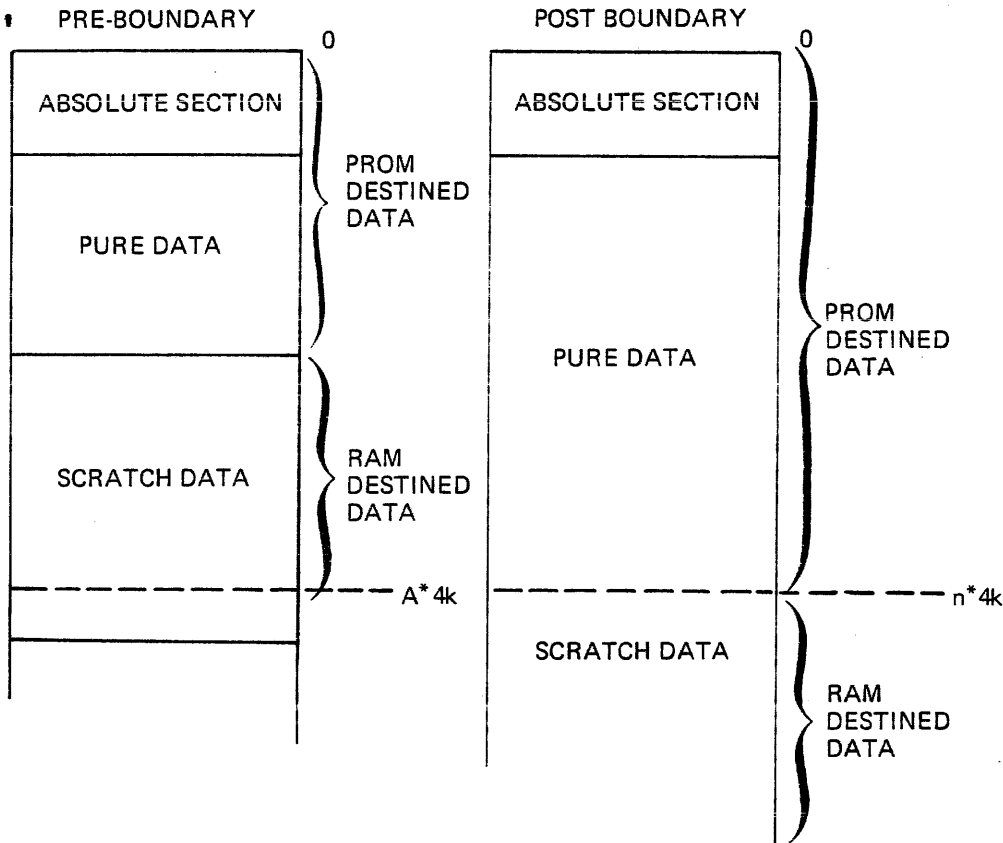 PRE-BOUNDARY
0
ABSOLUTE SECTION
PROM
DESTINED
DATA
PURE DATA
SCRATCH DATA
RAM
DESTINED
DATA
A*4k
POST BOUNDARY
0
ABSOLUTE SECTION
PURE DATA
PROM
DESTINED
DATA
n*4k
SCRATCH DATA
RAM
DESTINED
DATA